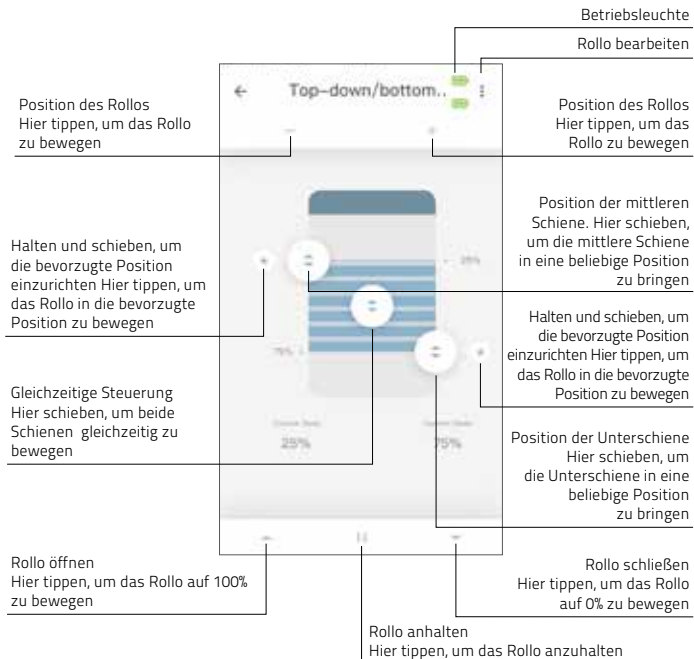 Betriebsleuchte
Rollo bearbeiten
Top-down/bottom..
Position des Rollos
Hier tippen, um das Rollo
zu bewegen
Position des Rollos
Hier tippen, um das
Rollo zu bewegen
Position der mittleren
Schiene. Hier schieben,
um die mittlere Schiene
in eine beliebige Position
zu bringen
Halten und schieben, um
die bevorzugte Position
einzurichten Hier tippen, um
das Rollo in die bevorzugte
Position zu bewegen
25%
Halten und schieben, um
die bevorzugte Position
einzurichten Hier tippen, um
das Rollo in die bevorzugte
Position zu bewegen
75%
Gleichzeitige Steuerung
Hier schieben, um beide
Schienen gleichzeitig zu
bewegen
25%
75%
Position der Unterschiene
Hier schieben, um
die Unterschiene in eine
beliebige Position
zu bringen
Rollo öffnen
Hier tippen, um das Rollo auf 100%
zu bewegen
Rollo schließen
Hier tippen, um das Rollo
auf 0% zu bewegen
Rollo anhalten
Hier tippen, um das Rollo anzuhalten